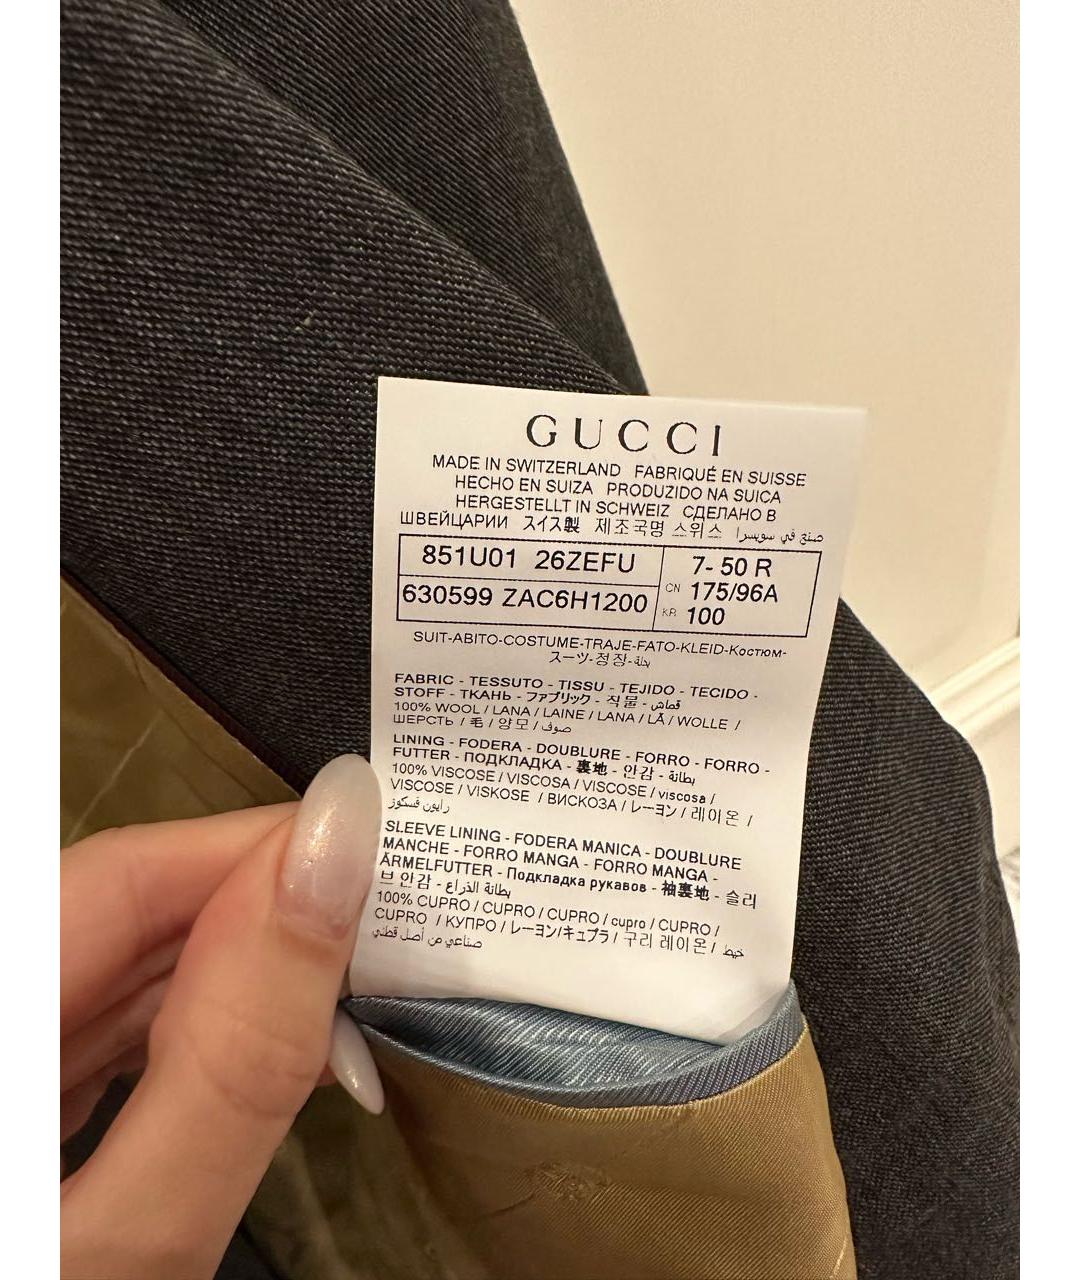 GUCCI
MADE IN SWITZERLAND FABRIQUÉ EN SUISSE
HECHO EN SUIZA PRODUZIDO NA SUICA
HERGESTELLT IN SCHWEIZ СДЕЛАНО В
ШВЕЙЦАРИИ スイス製 제조국명 스위스 صنع في سويسرا
851U01 26ZEFU 7- 50 R
CN 175/96A
630599 ZAC6H1200 KR 100
SUIT-ABITO-COSTUME-TRAJE-FATO-KLEID-Костюм-
スーツ-정장-بدلة
FABRIC - TESSUTO - TISSU - TEJIDO - TECIDO -
STOFF - ТКАНЬ - ファブリック - 직물 - قماش
100% WOOL / LANA / LAINE / LANA / LÃ / WOLLE /
ШЕРСТЬ / 毛 / 양모 / صوف
LINING - FODERA - DOUBLURE - FORRO - FORRO -
FUTTER - ПОДКЛАДКА - 裏地 - 안감 - بطانة
100% VISCOSE / VISCOSA / VISCOSE / viscosa /
VISCOSE / VISKOSE / ВИСКОЗА / レーヨン / 레이온 /
رايون فسكوز
SLEEVE LINING - FODERA MANICA - DOUBLURE
MANCHE - FORRO MANGA - FORRO MANGA -
ÄRMELFUTTER - Подкладка рукавов - 袖裏地 - 슬리
브 안감 - بطانة الذراع
100% CUPRO / CUPRO / CUPRO / cupro / CUPRO /
CUPRO / КУПРО / レーヨン/キュプラ / 구리 레이온 / خيط
صناعي من أصل قطني